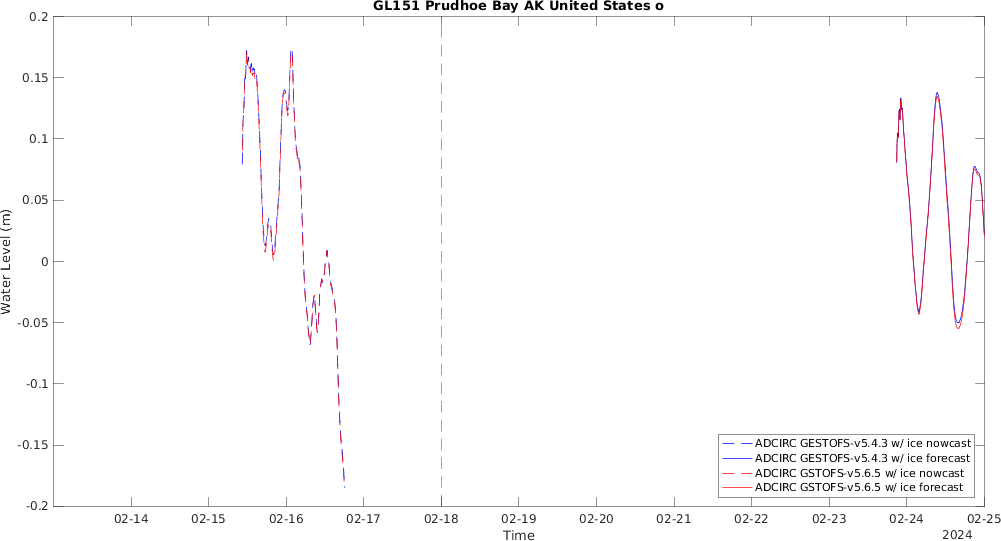 GL151 Prudhoe Bay AK United States o
0.2
0.15
0.1
0.05
0
-0.05
-0.1
-0.15
-0.2
Water Level (m)
ADCIRC GESTOFS-v5.4.3 w/ ice nowcast
ADCIRC GESTOFS-v5.4.3 w/ ice forecast
ADCIRC GSTOFS-v5.6.5 w/ ice nowcast
ADCIRC GSTOFS-v5.6.5 w/ ice forecast
02-14 02-15 02-16 02-17 02-18 02-19 02-20 02-21 02-22 02-23 02-24 02-25
Time
2024